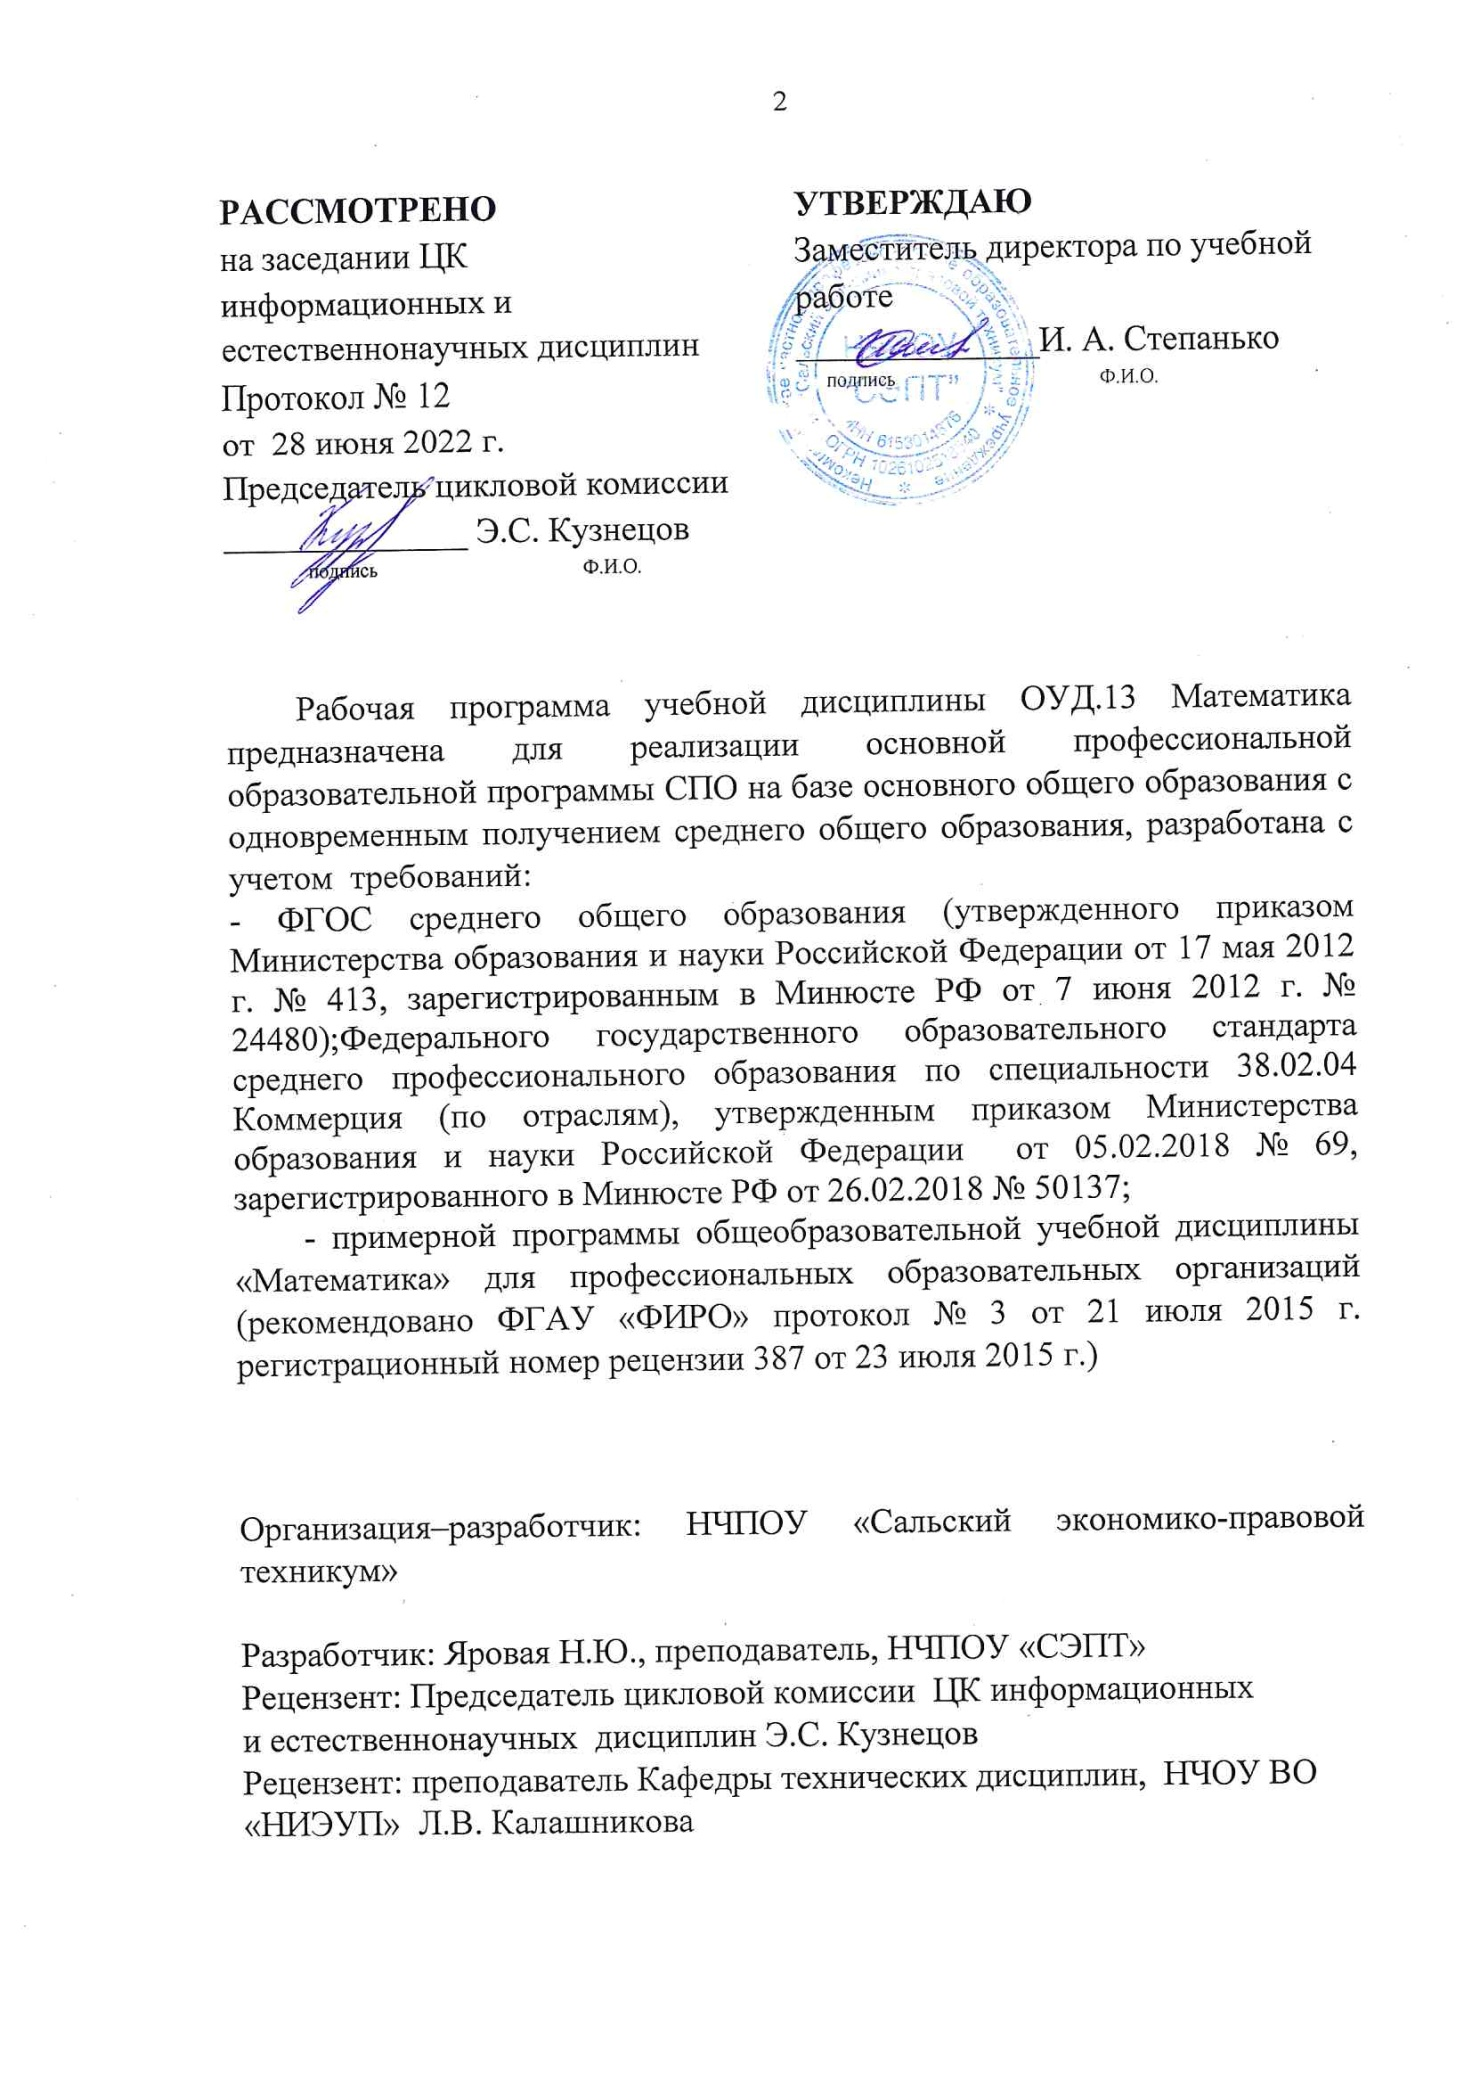 2
РАССМОТРЕНО
на заседании ЦК
информационных и
естественнонаучных дисциплин
Протокол № 12
от 28 июня 2022 г.
Председатель цикловой комиссии
Э.С. Кузнецов
подпись Ф.И.О.
УТВЕРЖДАЮ
Заместитель директора по учебной
работе
И. А. Степанько
подпись Ф.И.О.
Рабочая программа учебной дисциплины ОУД.13 Математика
предназначена для реализации основной профессиональной
образовательной программы СПО на базе основного общего образования с
одновременным получением среднего общего образования, разработана с
учетом требований:
- ФГОС среднего общего образования (утвержденного приказом
Министерства образования и науки Российской Федерации от 17 мая 2012
г. № 413, зарегистрированным в Минюсте РФ от 7 июня 2012 г. №
24480);Федерального государственного образовательного стандарта
среднего профессионального образования по специальности 38.02.04
Коммерция (по отраслям), утвержденным приказом Министерства
образования и науки Российской Федерации от 05.02.2018 № 69,
зарегистрированного в Минюсте РФ от 26.02.2018 № 50137;
- примерной программы общеобразовательной учебной дисциплины
«Математика» для профессиональных образовательных организаций
(рекомендовано ФГАУ «ФИРО» протокол № 3 от 21 июля 2015 г.
регистрационный номер рецензии 387 от 23 июля 2015 г.)
Организация–разработчик: НЧПОУ «Сальский экономико-правовой
техникум»
Разработчик: Яровая Н.Ю., преподаватель, НЧПОУ «СЭПТ»
Рецензент: Председатель цикловой комиссии ЦК информационных
и естественнонаучных дисциплин Э.С. Кузнецов
Рецензент: преподаватель Кафедры технических дисциплин, НЧОУ ВО
«НИЭУП» Л.В. Калашникова